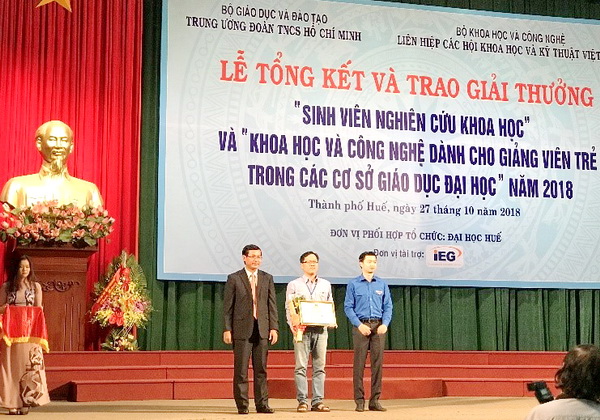 BỘ GIÁO DỤC VÀ ĐÀO TẠO
TRUNG ƯƠNG ĐOÀN TNCS HỒ CHÍ MINH
BỘ KHOA HỌC VÀ CÔNG NGHỆ
LIÊN HIỆP CÁC HỘI KHOA HỌC VÀ KỸ THUẬT VIỆT
LỄ TỔNG KẾT VÀ TRAO GIẢI THƯỞNG
"SINH VIÊN NGHIÊN CỨU KHOA HỌC"
VÀ "KHOA HỌC VÀ CÔNG NGHỆ DÀNH CHO GIẢNG VIÊN TRẺ
TRONG CÁC CƠ SỞ GIÁO DỤC ĐẠI HỌC" NĂM 2018
Thành phố Huế, ngày 27 tháng 10 năm 2018
ĐƠN VỊ PHỐI HỢP TỔ CHỨC: ĐẠI HỌC HUẾ
Đơn vị tài trợ: iEG